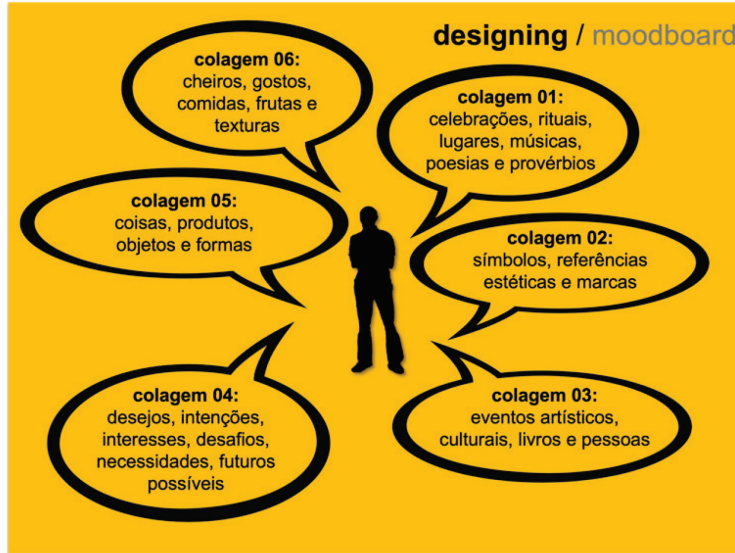 designing / moodboard
colagem 01:
celebrações, rituais,
lugares, músicas,
poesias e provérbios
colagem 02:
símbolos, referências
estéticas e marcas
colagem 03:
eventos artísticos,
culturais, livros e pessoas
colagem 04:
desejos, intenções,
interesses, desafios,
necessidades, futuros
possíveis
colagem 05:
coisas, produtos,
objetos e formas
colagem 06:
cheiros, gostos,
comidas, frutas e
texturas